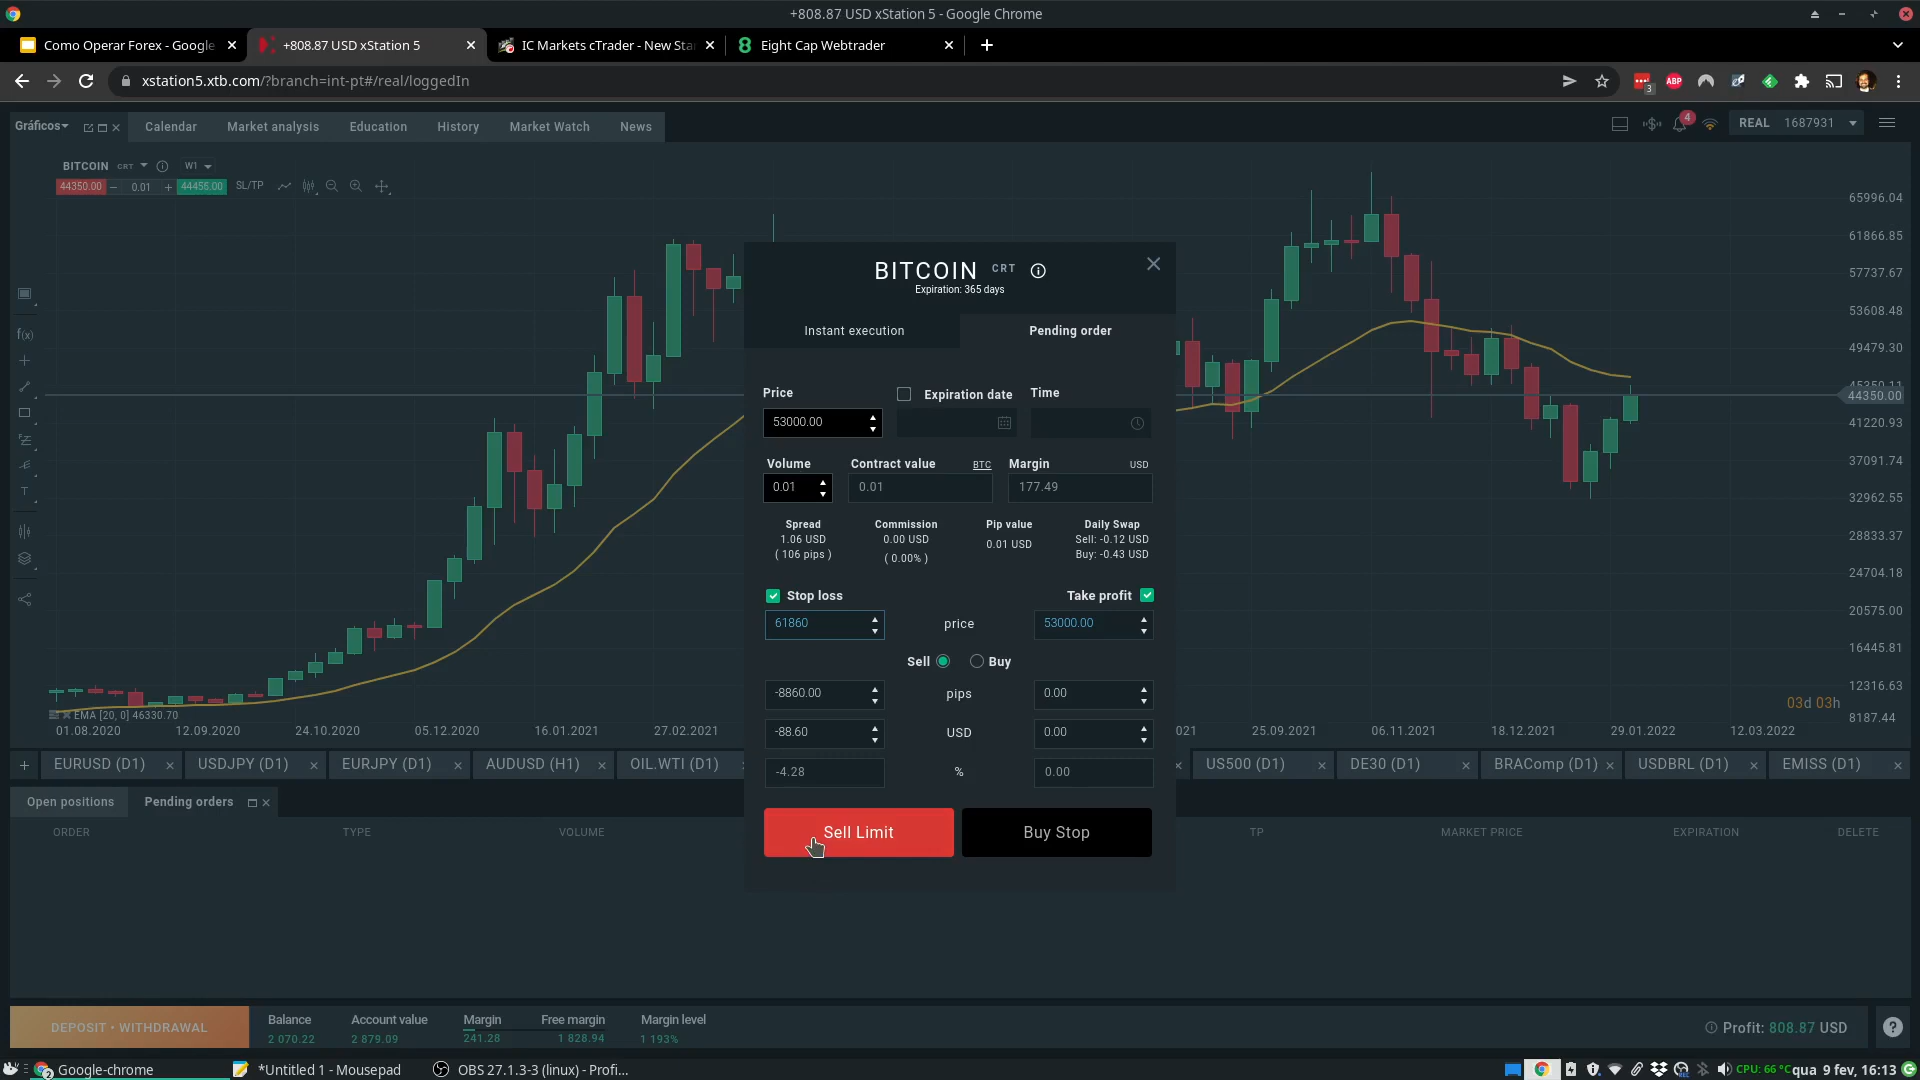 +808.87 USD xStation 5 - Google Chrome
Como Operar Forex - Google
+808.87 USD xStation 5
IC Markets cTrader - New Star
Eight Cap Webtrader
xstation5.xtb.com/?branch=int-pt#/real/loggedIn
3
ABP
Gráficos
Calendar
Market analysis
Education
History
Market Watch
News
4
REAL 1687931
BITCOIN CRT
W1
44350.00 – 0.01 + 44456.00
SL/TP
65996.04
61866.85
57737.67
53608.48
49479.30
45350.11
44350.00
41220.93
37091.74
32962.55
28833.37
24704.18
20575.00
16445.81
12316.63
8187.44
f(x)
T
BITCOIN CRT
Expiration: 365 days
Instant execution
Pending order
Price
Expiration date
Time
53000.00
Volume
Contract value
BTC
Margin
USD
0.01
0.01
177.49
Spread
1.06 USD
( 106 pips )
Commission
0.00 USD
( 0.00% )
Pip value
0.01 USD
Daily Swap
Sell: -0.12 USD
Buy: -0.43 USD
Stop loss
Take profit
61860
price
53000.00
Sell
Buy
-8860.00
pips
0.00
-88.60
USD
0.00
-4.28
%
0.00
Sell Limit
Buy Stop
03d 03h
EMA [20, 0] 46330.70
01.08.2020
12.09.2020
24.10.2020
05.12.2020
16.01.2021
27.02.2021
021
25.09.2021
06.11.2021
18.12.2021
29.01.2022
12.03.2022
EURUSD (D1)
USDJPY (D1)
EURJPY (D1)
AUDUSD (H1)
OIL.WTI (D1)
US500 (D1)
DE30 (D1)
BRAComp (D1)
USDBRL (D1)
EMISS (D1)
Open positions
Pending orders
ORDER
TYPE
VOLUME
TP
MARKET PRICE
EXPIRATION
DELETE
DEPOSIT • WITHDRAWAL
Balance
2 070.22
Account value
2 879.09
Margin
241.28
Free margin
1 828.94
Margin level
1 193%
Profit: 808.87 USD
?
2
Google-chrome
*Untitled 1 - Mousepad
OBS 27.1.3-3 (linux) - Profi...
CPU: 66 °C
qua 9 fev, 16:13